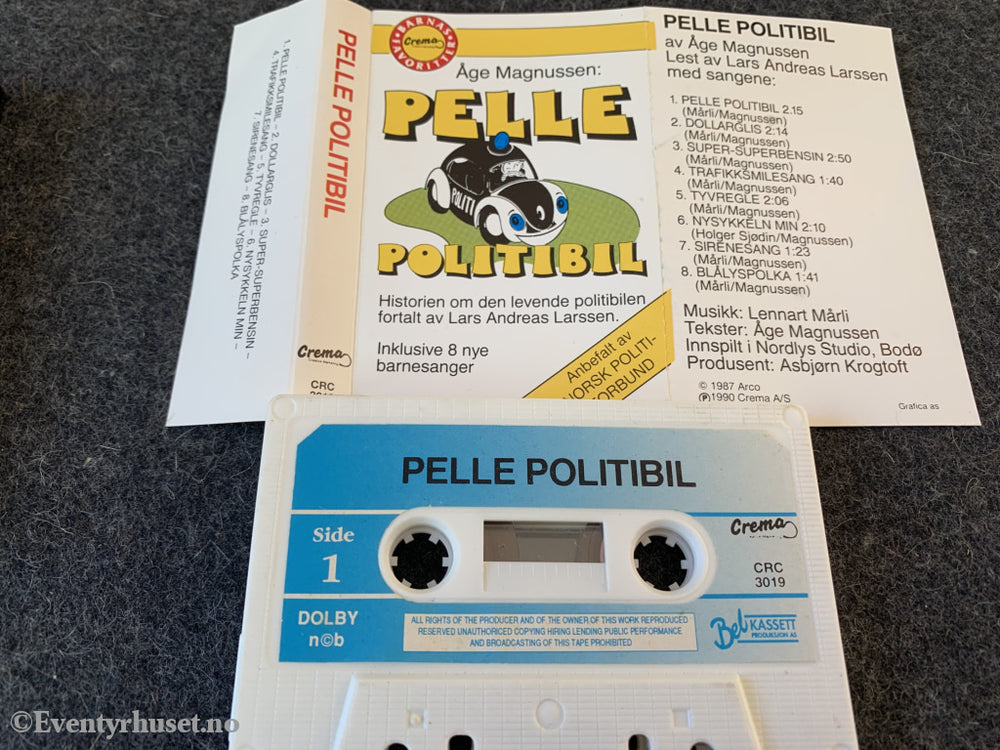 1. PELLE POLITIBIL – 2. DOLLARGLIS – 3. SUPER-SUPERBENSIN –
4. TRAFIKKSMILESANG – 5. TYVREGLE – 6. NYSYKKELN MIN –
7. SIRENESANG – 8. BLÅLYSPOLKA
PELLE POLITIBIL
Crema
CRC
BARNAS
Crema
FAVORITTER
Åge Magnussen:
PELLE
POLITI
POLITIBIL
Historien om den levende politibilen
fortalt av Lars Andreas Larssen.
Inklusive 8 nye
barnesanger
Anbefalt av
NORSK POLITI-
FORBUND
PELLE POLITIBIL
av Åge Magnussen
Lest av Lars Andreas Larssen
med sangene:
1. PELLE POLITIBIL 2.15
(Mårli/Magnussen)
2. DOLLARGLIS 2:14
(Mårli/Magnussen)
3. SUPER-SUPERBENSIN 2:50
(Mårli/Magnussen)
4. TRAFIKKSMILESANG 1:40
(Mårli/Magnussen)
5. TYVREGLE 2:06
(Mårli/Magnussen)
6. NYSYKKELN MIN 2:10
(Holger Sjødin/Magnussen)
7. SIRENESANG 1:23
(Mårli/Magnussen)
8. BLÅLYSPOLKA 1:41
(Mårli/Magnussen)
Musikk: Lennart Mårli
Tekster: Åge Magnussen
Innspilt i Nordlys Studio, Bodø
Produsent: Asbjørn Krogtoft
© 1987 Arco
℗1990 Crema A/S
Grafica as
PELLE POLITIBIL
Side
1
Crema
CRC
3019
DOLBY
n©b
ALL RIGHTS OF THE PRODUCER AND OF THE OWNER OF THIS WORK REPRODUCED
RESERVED UNAUTHORICED COPYING HIRING LENDING PUBLIC PERFORMANCE
AND BROADCASTING OF THIS TAPE PROHIBITED
Bel KASSETT
PRODUKSJON AS
©Eventyrhuset.no